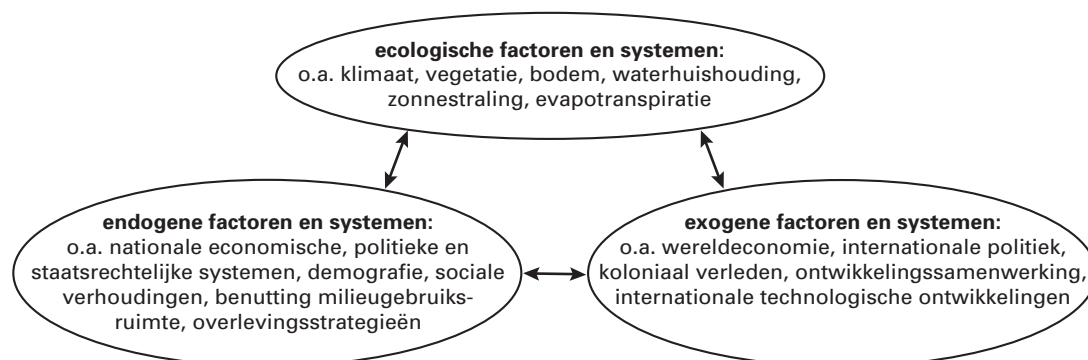 ecologische factoren en systemen:
o.a. klimaat, vegetatie, bodem, waterhuishouding,
zonnestraling, evapotranspiratie
endogene factoren en systemen:
o.a. nationale economische, politieke en
staatsrechtelijke systemen, demografie, sociale
verhoudingen, benutting milieugebruiks-
ruimte, overlevingsstrategieën
exogene factoren en systemen:
o.a. wereldeconomie, internationale politiek,
koloniaal verleden, ontwikkelingssamenwerking,
internationale technologische ontwikkelingen